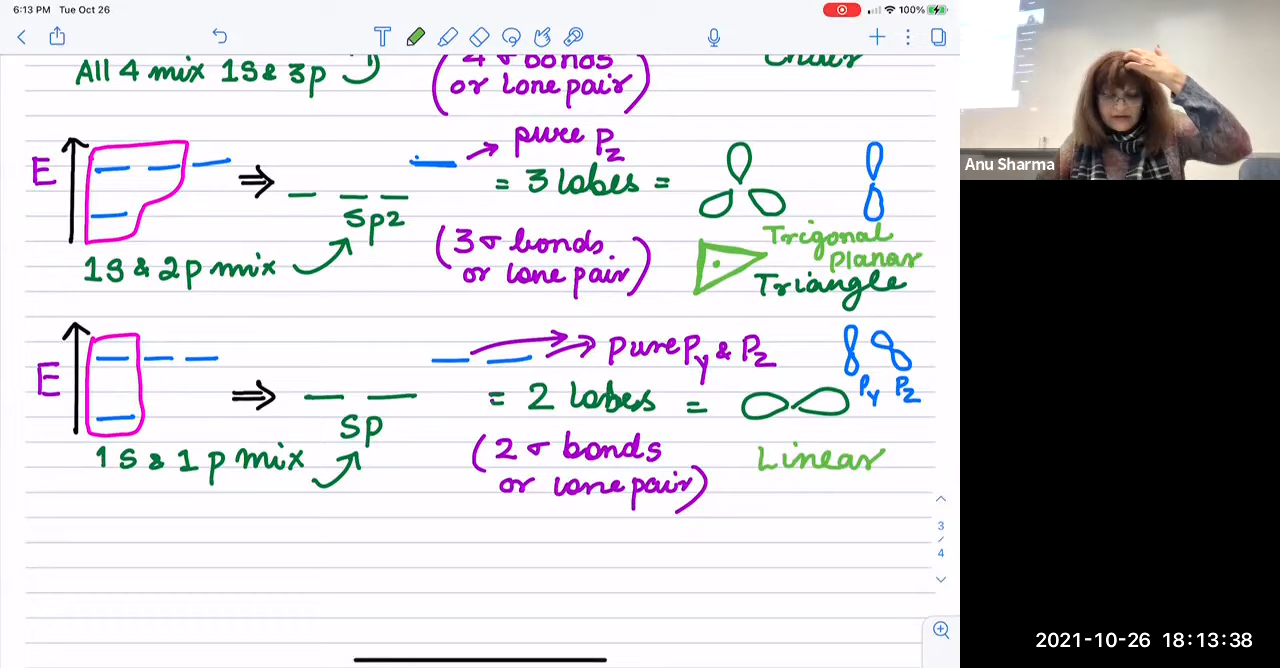 6:13 PM Tue Oct 26
100%
All 4 mix 1S & 3p
4 σ bonds
(or lone pair)
E
pure Pz
= 3 lobes =
Sp2
1S & 2p mix
(3 σ bonds
or lone pair)
Trigonal
Planar
Triangle
E
pure Py & Pz
Py Pz
= 2 lobes =
Sp
1S & 1p mix
(2 σ bonds
or lone pair)
Linear
3
/
4
Anu Sharma
2021-10-26 18:13:38